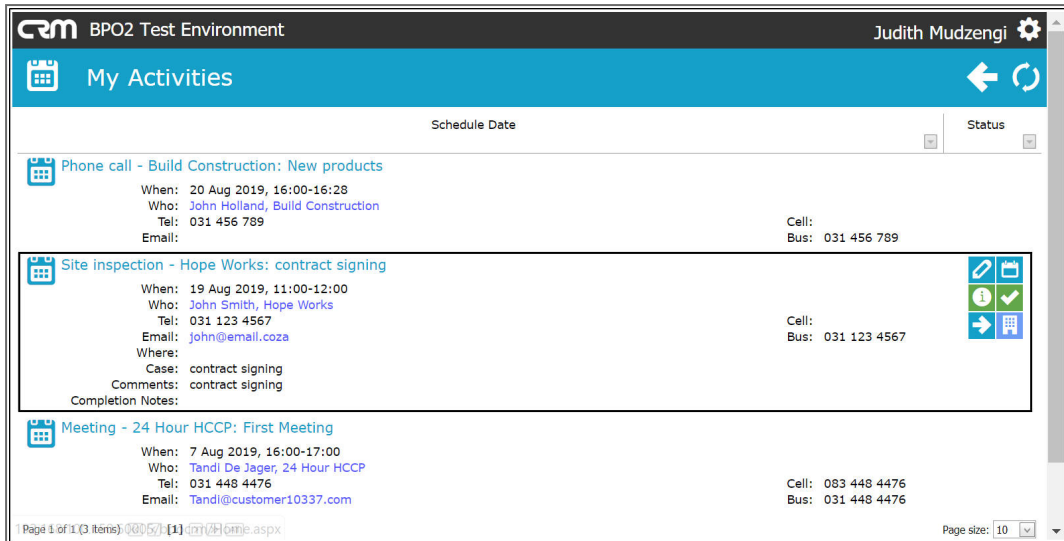 CRM BPO2 Test Environment Judith Mudzengi
My Activities
Schedule Date Status
Phone call - Build Construction: New products
When: 20 Aug 2019, 16:00-16:28
Who: John Holland, Build Construction
Tel: 031 456 789 Cell:
Email: Bus: 031 456 789
Site inspection - Hope Works: contract signing
When: 19 Aug 2019, 11:00-12:00
Who: John Smith, Hope Works
Tel: 031 123 4567 Cell:
Email: john@email.coza Bus: 031 123 4567
Where:
Case: contract signing
Comments: contract signing
Completion Notes:
Meeting - 24 Hour HCCP: First Meeting
When: 7 Aug 2019, 16:00-17:00
Who: Tandi De Jager, 24 Hour HCCP
Tel: 031 448 4476 Cell: 083 448 4476
Email: Tandi@customer10337.com Bus: 031 448 4476
Page 1 of 1 (3 items) [1] Page size: 10